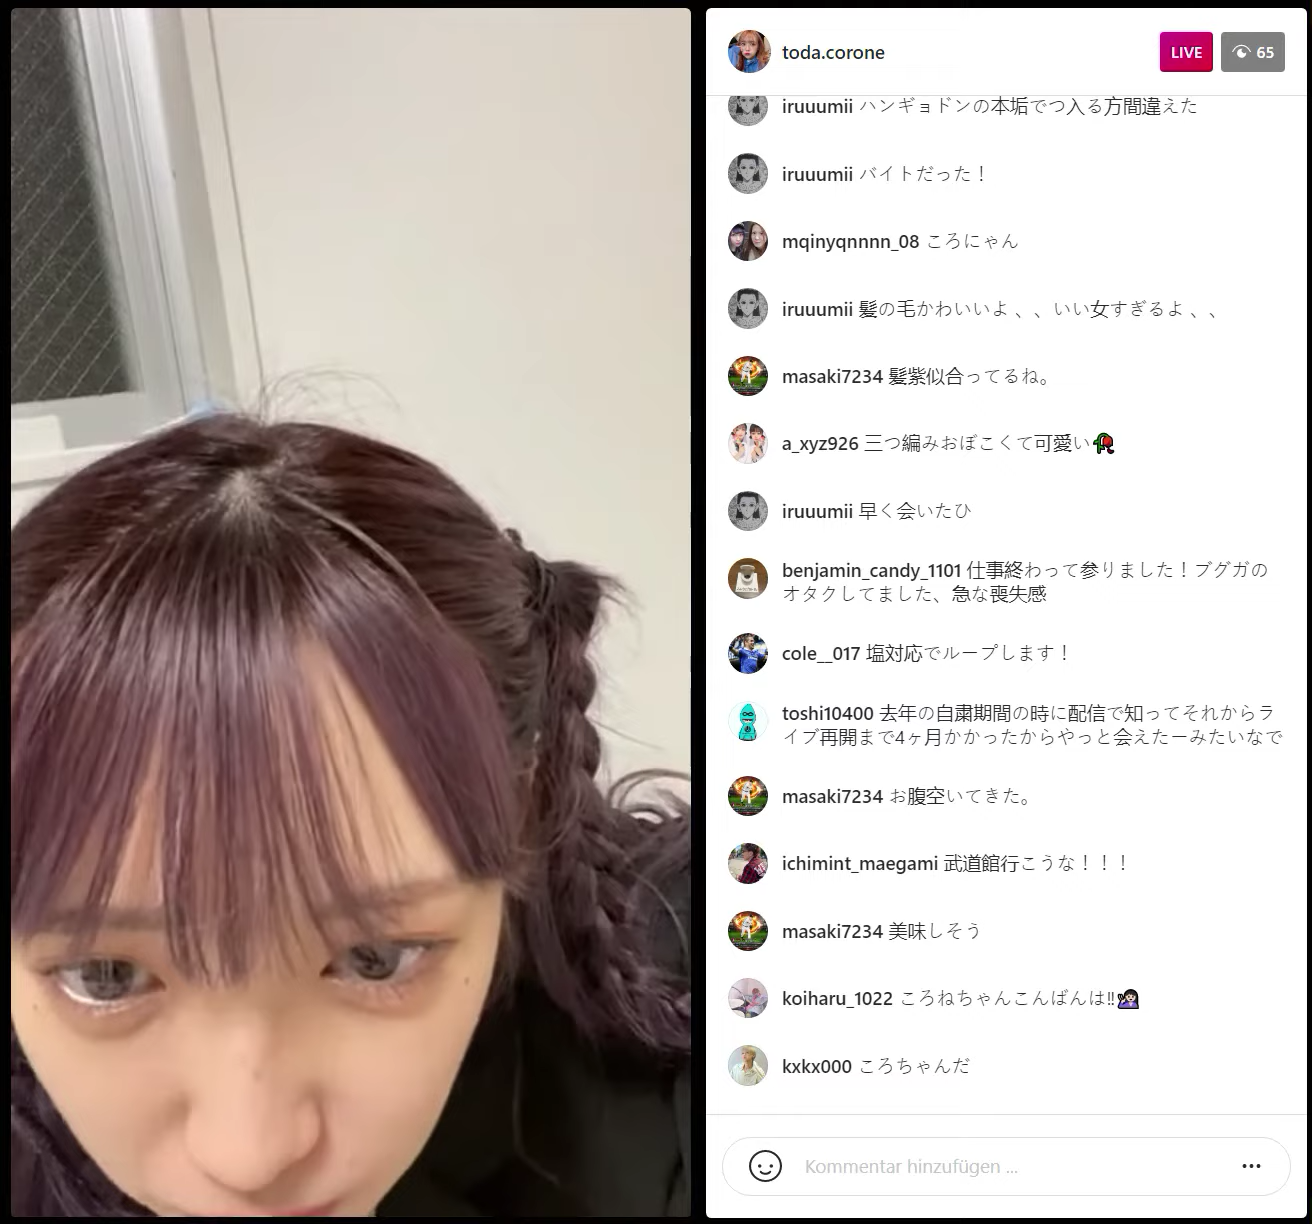 toda.corone
LIVE
65
iruuumii ハンギョドンの本垢でつ入る方間違えた
iruuumii バイトだった！
mqinyqnnnn_08 ころにゃん
iruuumii 髪の毛かわいいよ 、、いい女すぎるよ 、、
masaki7234 髪紫似合ってるね。
a_xyz926 三つ編みおぼこくて可愛い🥀
iruuumii 早く会いたひ
benjamin_candy_1101 仕事終わって参りました！ブグガの
オタクしてました、急な喪失感
cole__017 塩対応でループします！
toshi10400 去年の自粛期間の時に配信で知ってそれからラ
イブ再開まで4ヶ月かかったからやっと会えたーみたいなで
masaki7234 お腹空いてきた。
ichimint_maegami 武道館行こうな！！！
masaki7234 美味しそう
koiharu_1022 ころねちゃんこんばんは‼💇🏻‍♀️
kxkx000 ころちゃんだ
Kommentar hinzufügen ...